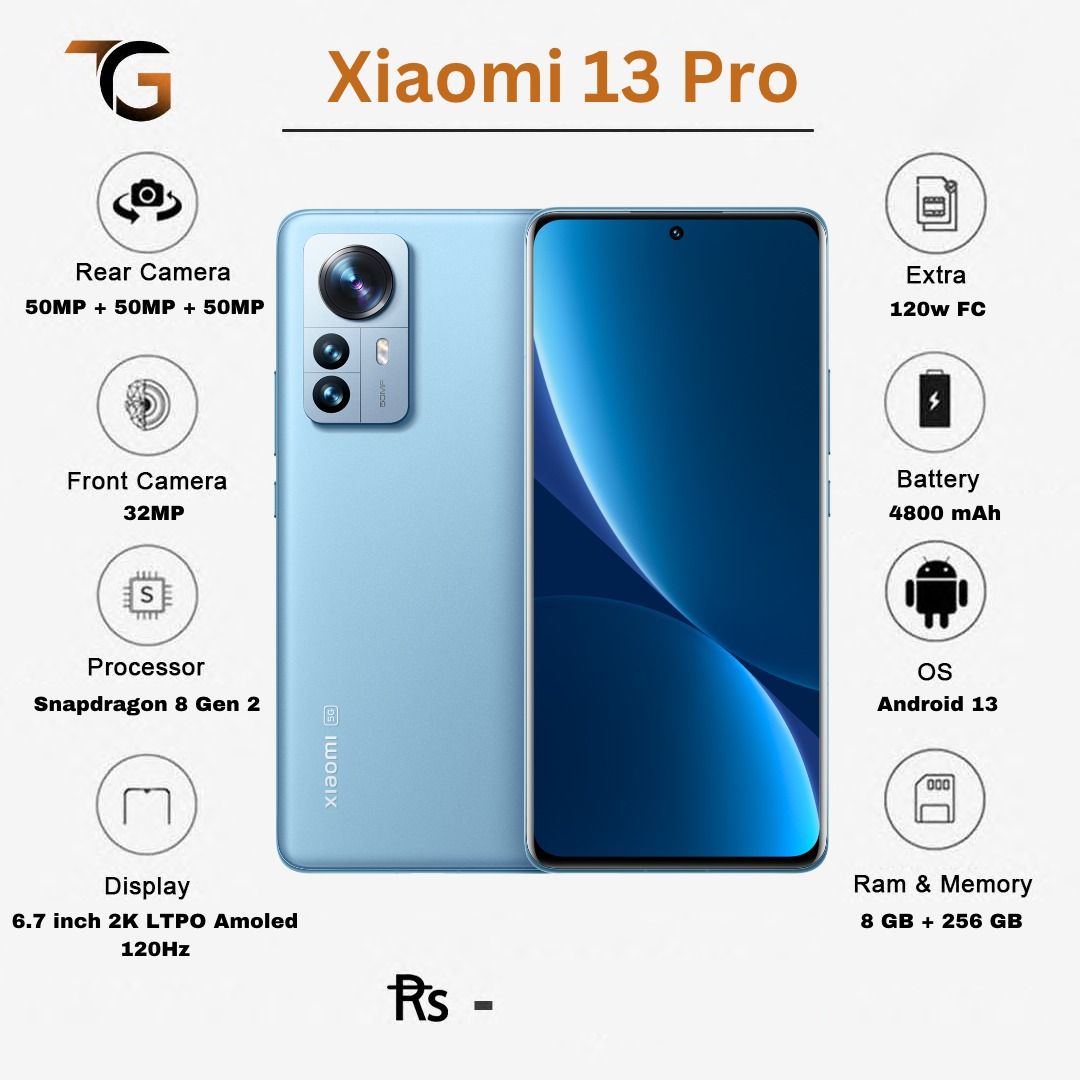 TG
Xiaomi 13 Pro
Rear Camera
50MP + 50MP + 50MP
Front Camera
32MP
S
Processor
Snapdragon 8 Gen 2
Display
6.7 inch 2K LTPO Amoled
120Hz
50MP
xiaomi 5G
Extra
120w FC
Battery
4800 mAh
OS
Android 13
Ram & Memory
8 GB + 256 GB
Rs -